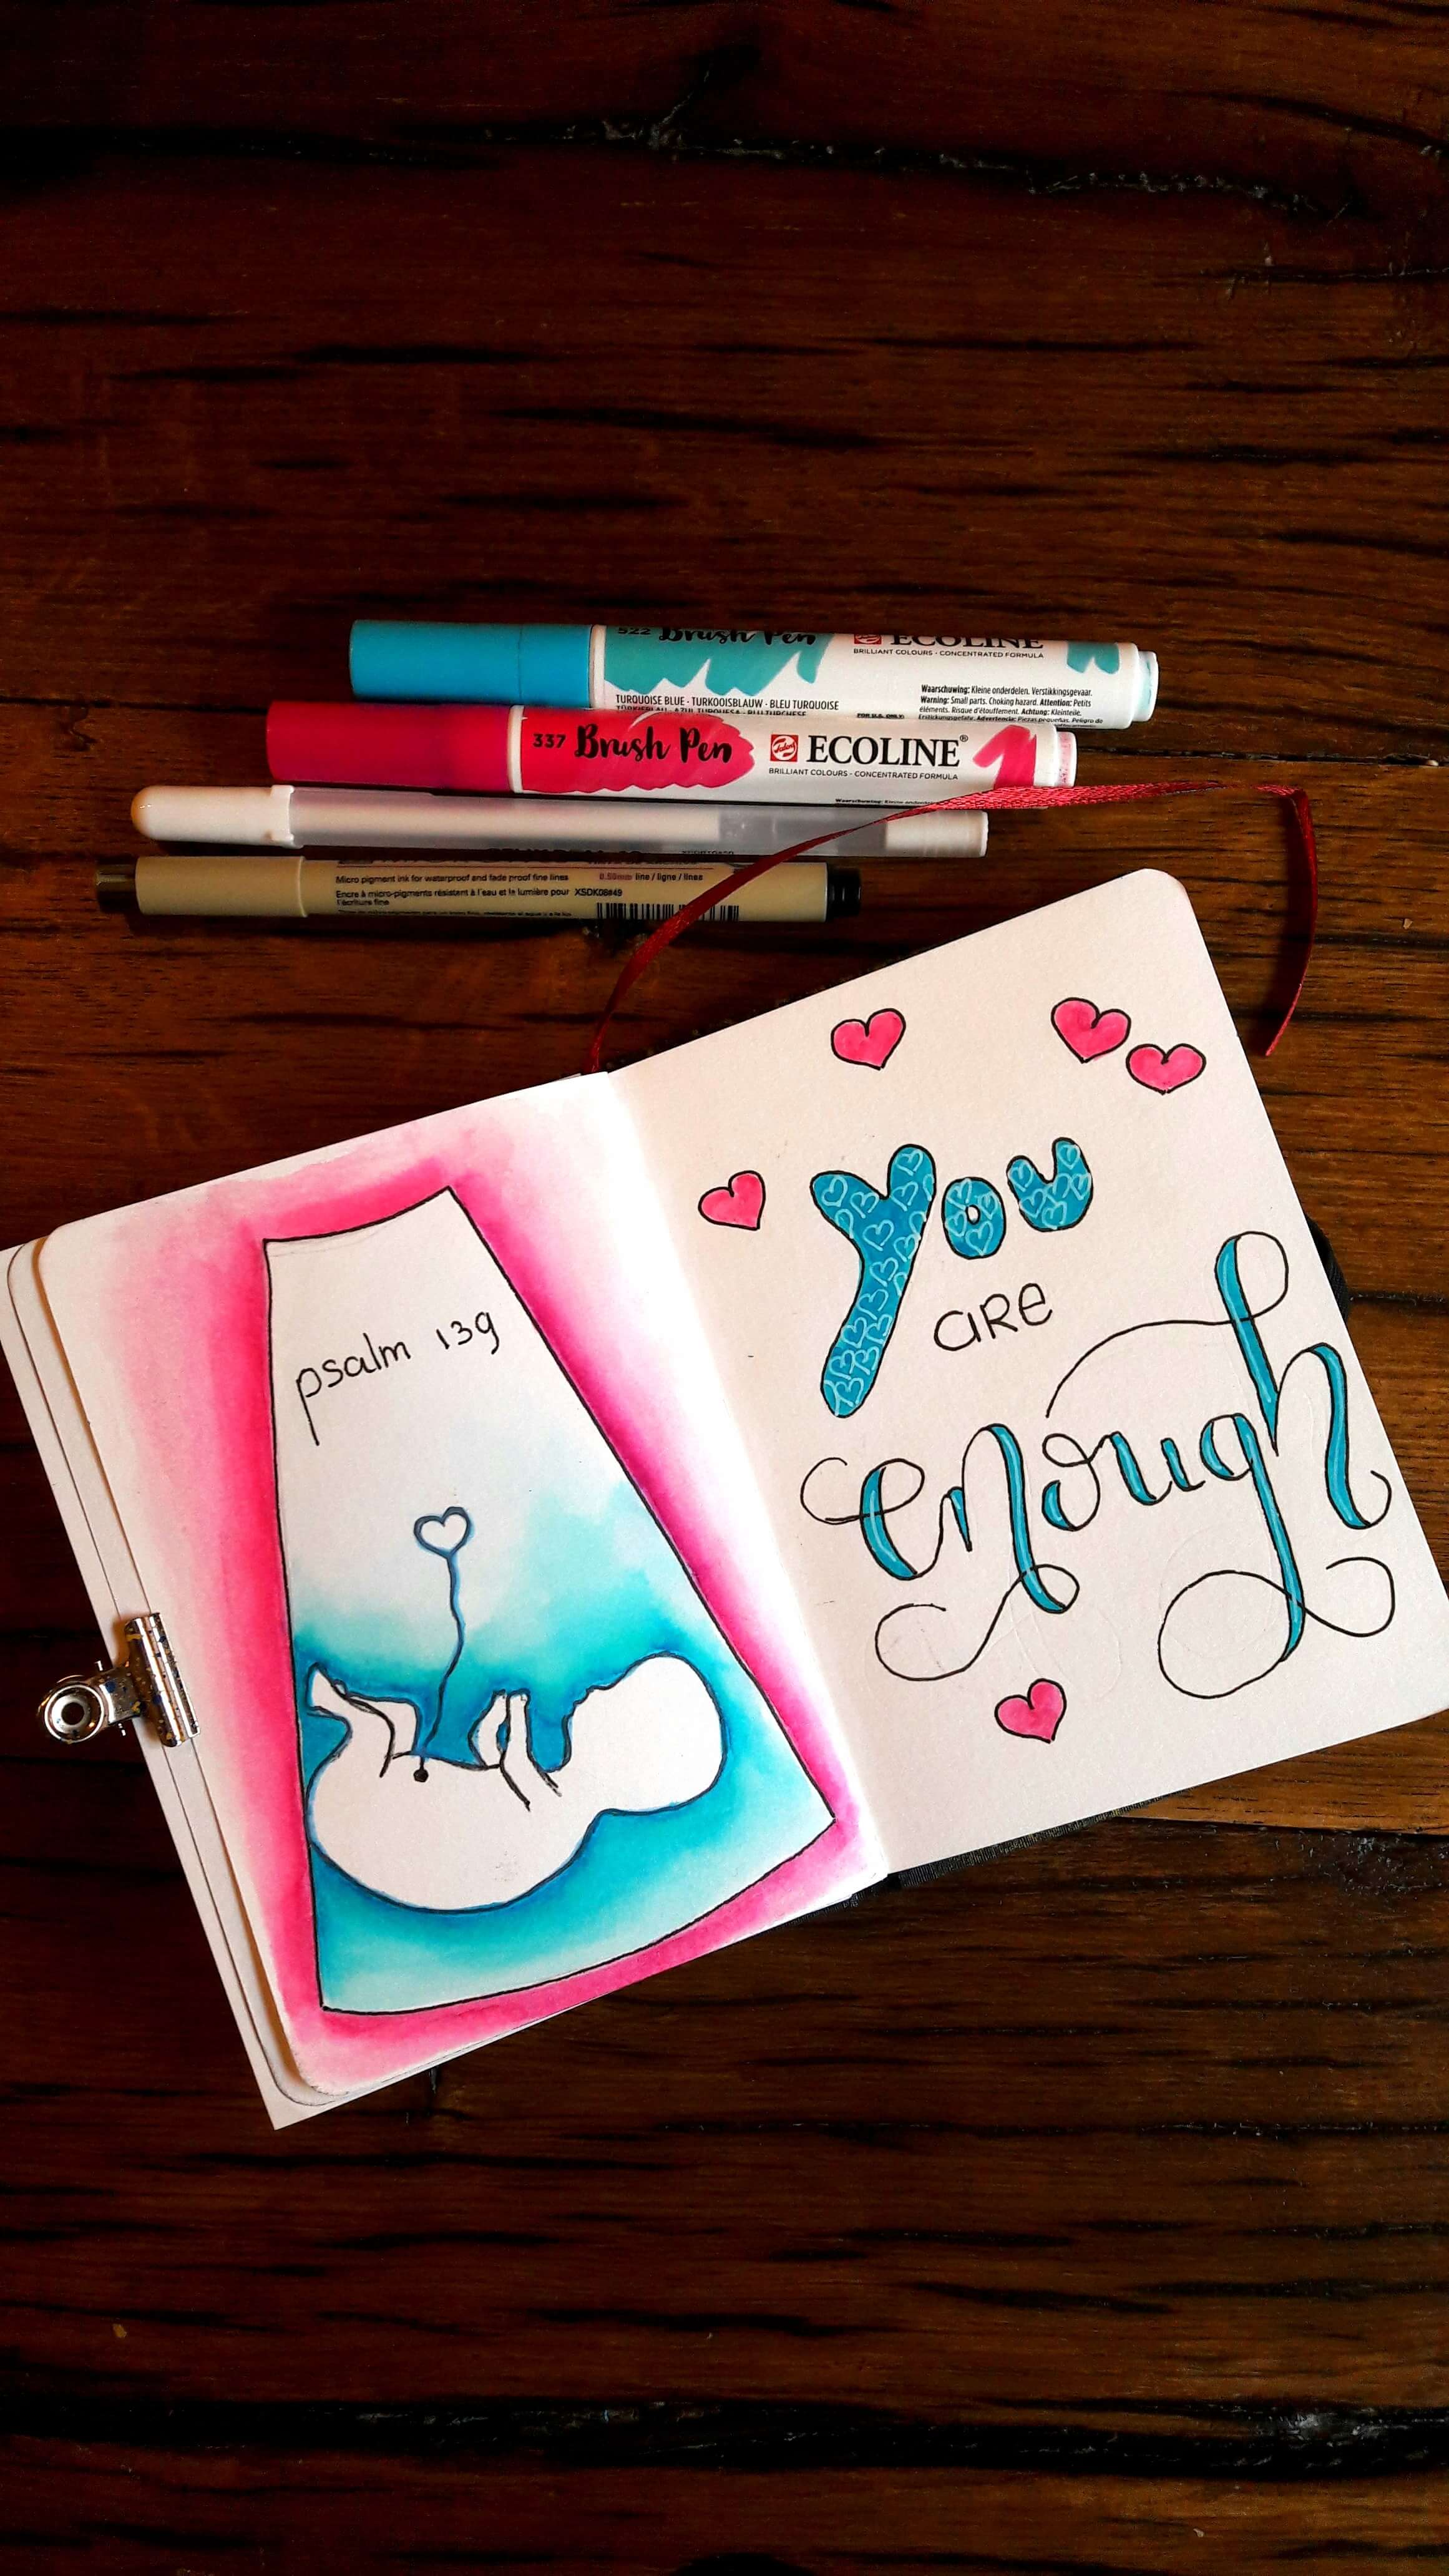 522 Brush Pen ECOLINE
BRILLIANT COLOURS - CONCENTRATED FORMULA
TURQUOISE BLUE - TURKOOISBLAUW - BLEU TURQUOISE
Waarschuwing: Kleine onderdelen. Verstikkingsgevaar.
Warning: Small parts. Choking hazard. Attention: Petits
éléments. Risque d'étouffement. Achtung: Kleinteile.
337 Brush Pen ECOLINE®
BRILLIANT COLOURS - CONCENTRATED FORMULA
Micro pigment ink for waterproof and fade proof fine lines 0.50mm line / ligne / lines
Encre à micro-pigments résistant à l'eau et la lumière pour XSDK08#49
l'écriture fine
psalm 139
You
are
enough